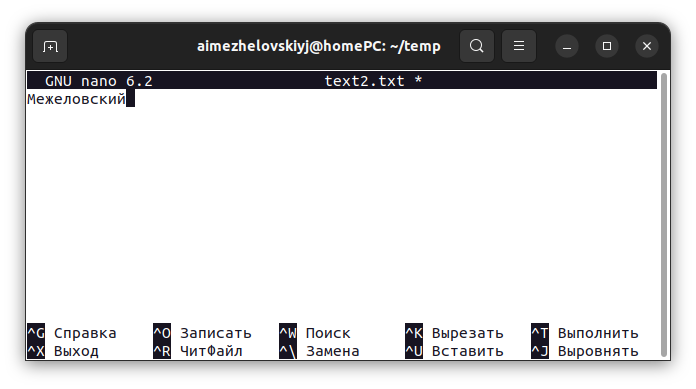 aimezhelovskiyj@homePC: ~/temp
GNU nano 6.2 text2.txt *
Межеловский
^G Справка ^O Записать ^W Поиск ^K Вырезать ^T Выполнить
^X Выход ^R ЧитФайл ^\ Замена ^U Вставить ^J Выровнять